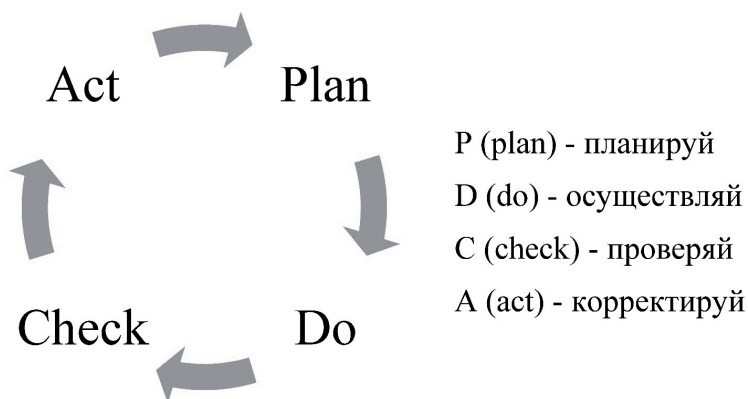 Act
Plan
Check
Do
P (plan) - планируй
D (do) - осуществляй
C (check) - проверяй
A (act) - корректируй